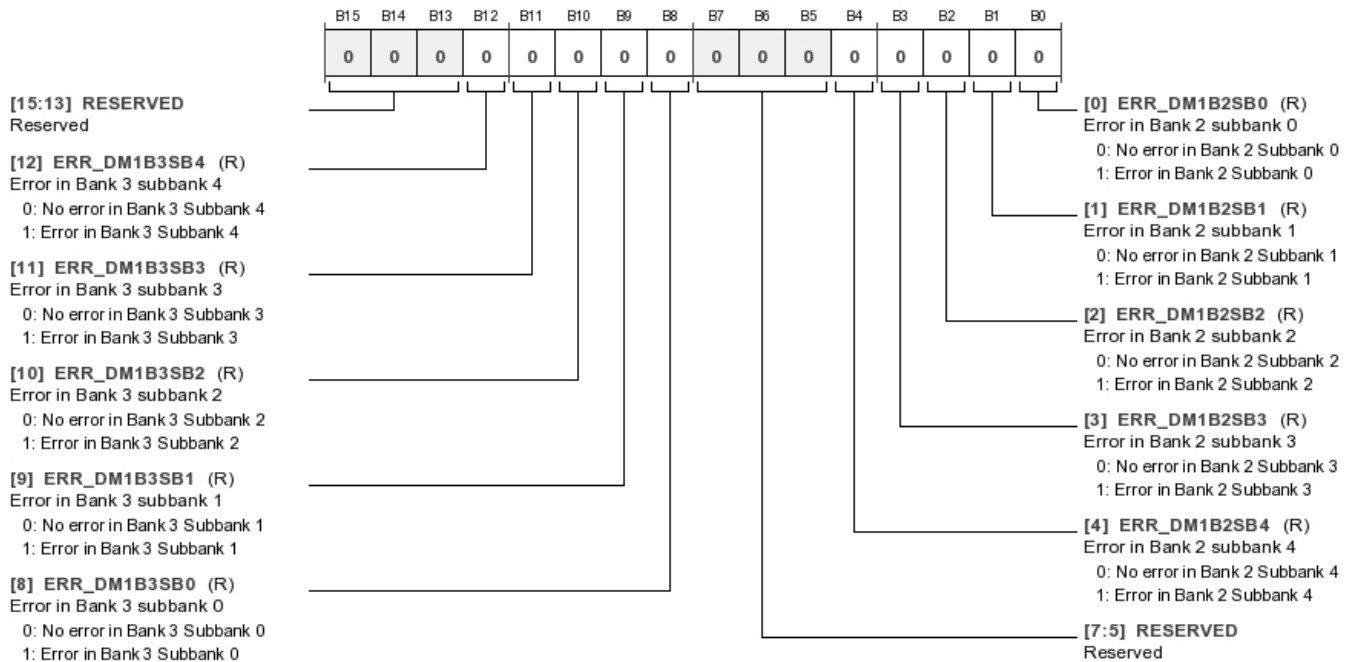 B15 B14 B13 B12 B11 B10 B9 B8 B7 B6 B5 B4 B3 B2 B1 B0
0 0 0 0 0 0 0 0 0 0 0 0 0 0 0 0
[15:13] RESERVED
Reserved
[12] ERR_DM1B3SB4 (R)
Error in Bank 3 subbank 4
0: No error in Bank 3 Subbank 4
1: Error in Bank 3 Subbank 4
[11] ERR_DM1B3SB3 (R)
Error in Bank 3 subbank 3
0: No error in Bank 3 Subbank 3
1: Error in Bank 3 Subbank 3
[10] ERR_DM1B3SB2 (R)
Error in Bank 3 subbank 2
0: No error in Bank 3 Subbank 2
1: Error in Bank 3 Subbank 2
[9] ERR_DM1B3SB1 (R)
Error in Bank 3 subbank 1
0: No error in Bank 3 Subbank 1
1: Error in Bank 3 Subbank 1
[8] ERR_DM1B3SB0 (R)
Error in Bank 3 subbank 0
0: No error in Bank 3 Subbank 0
1: Error in Bank 3 Subbank 0
[0] ERR_DM1B2SB0 (R)
Error in Bank 2 subbank 0
0: No error in Bank 2 Subbank 0
1: Error in Bank 2 Subbank 0
[1] ERR_DM1B2SB1 (R)
Error in Bank 2 subbank 1
0: No error in Bank 2 Subbank 1
1: Error in Bank 2 Subbank 1
[2] ERR_DM1B2SB2 (R)
Error in Bank 2 subbank 2
0: No error in Bank 2 Subbank 2
1: Error in Bank 2 Subbank 2
[3] ERR_DM1B2SB3 (R)
Error in Bank 2 subbank 3
0: No error in Bank 2 Subbank 3
1: Error in Bank 2 Subbank 3
[4] ERR_DM1B2SB4 (R)
Error in Bank 2 subbank 4
0: No error in Bank 2 Subbank 4
1: Error in Bank 2 Subbank 4
[7:5] RESERVED
Reserved